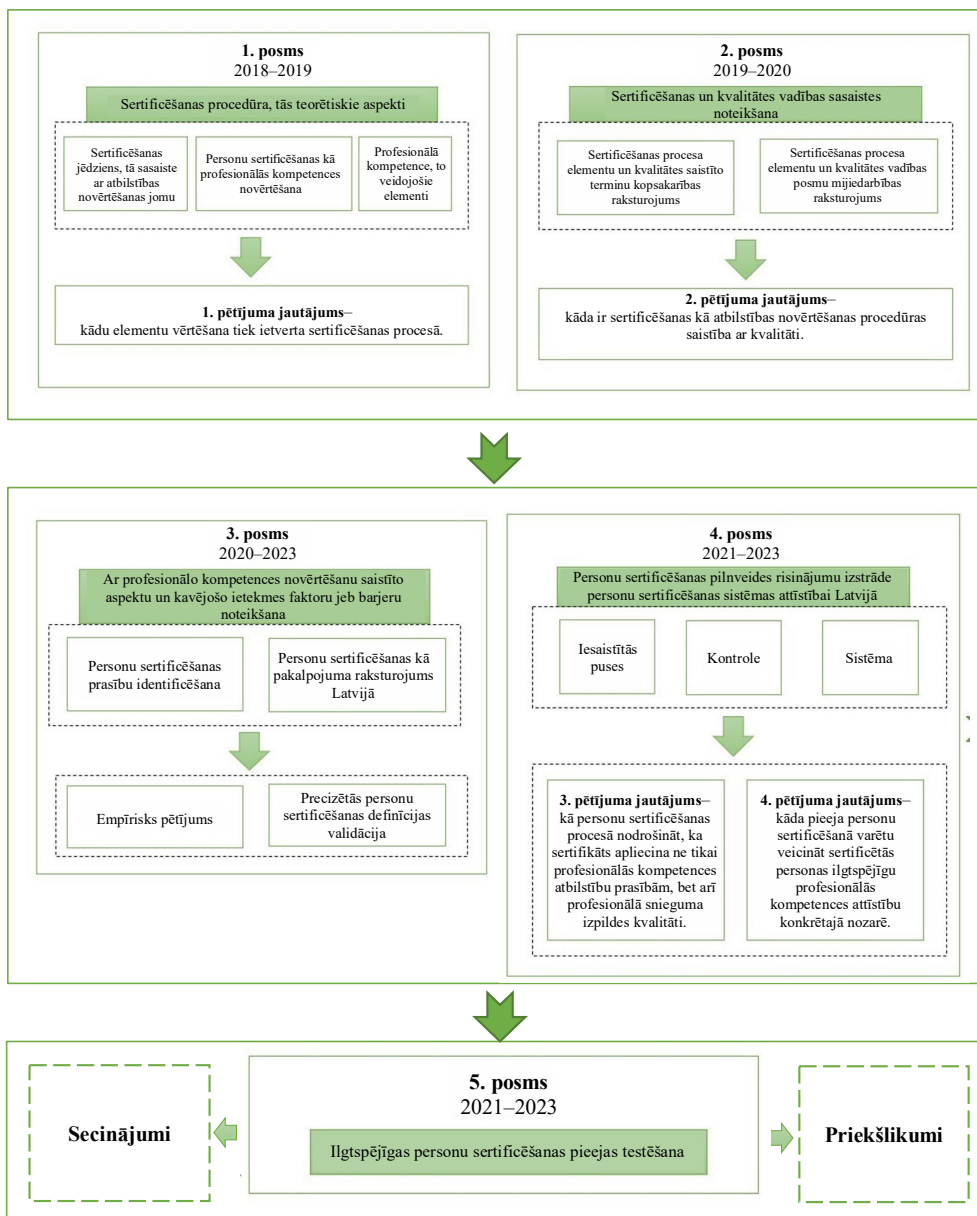 1. posms
2018–2019
Sertificēšanas procedūra, tās teorētiskie aspekti
Sertificēšanas
jēdziens, tā sasaiste
ar atbilstības
novērtēšanas jomu
Personu sertificēšanas kā
profesionālās kompetences
novērtēšana
Profesionālā
kompetence, to
veidojošie
elementi
1. pētījuma jautājums–
kādu elementu vērtēšana tiek ietverta sertificēšanas procesā.
2. posms
2019–2020
Sertificēšanas un kvalitātes vadības sasaistes
noteikšana
Sertificēšanas procesa
elementu un kvalitātes saistīto
terminu kopsakarības
raksturojums
Sertificēšanas procesa
elementu un kvalitātes vadības
posmu mijiedarbības
raksturojums
2. pētījuma jautājums–
kāda ir sertificēšanas kā atbilstības novērtēšanas procedūras
saistība ar kvalitāti.
3. posms
2020–2023
Ar profesionālo kompetences novērtēšanu saistīto
aspektu un kavējošo ietekmes faktoru jeb barjeru
noteikšana
Personu sertificēšanas
prasību identificēšana
Personu sertificēšanas kā
pakalpojuma raksturojums
Latvijā
Empīrisks pētījums
Precizētās personu
sertificēšanas definīcijas
validācija
4. posms
2021–2023
Personu sertificēšanas pilnveides risinājumu izstrāde
personu sertificēšanas sistēmas attīstībai Latvijā
Iesaistītās
puses
Kontrole
Sistēma
3. pētījuma jautājums–
kā personu sertificēšanas
procesā nodrošināt, ka
sertifikāts apliecina ne tikai
profesionālās kompetences
atbilstību prasībām, bet arī
profesionālā snieguma
izpildes kvalitāti.
4. pētījuma jautājums–
kāda pieeja personu
sertificēšanā varētu
veicināt sertificētās
personas ilgtspējīgu
profesionālās
kompetences attīstību
konkrētajā nozarē.
5. posms
2021–2023
Ilgtspējīgas personu sertificēšanas pieejas testēšana
Secinājumi
Priekšlikumi